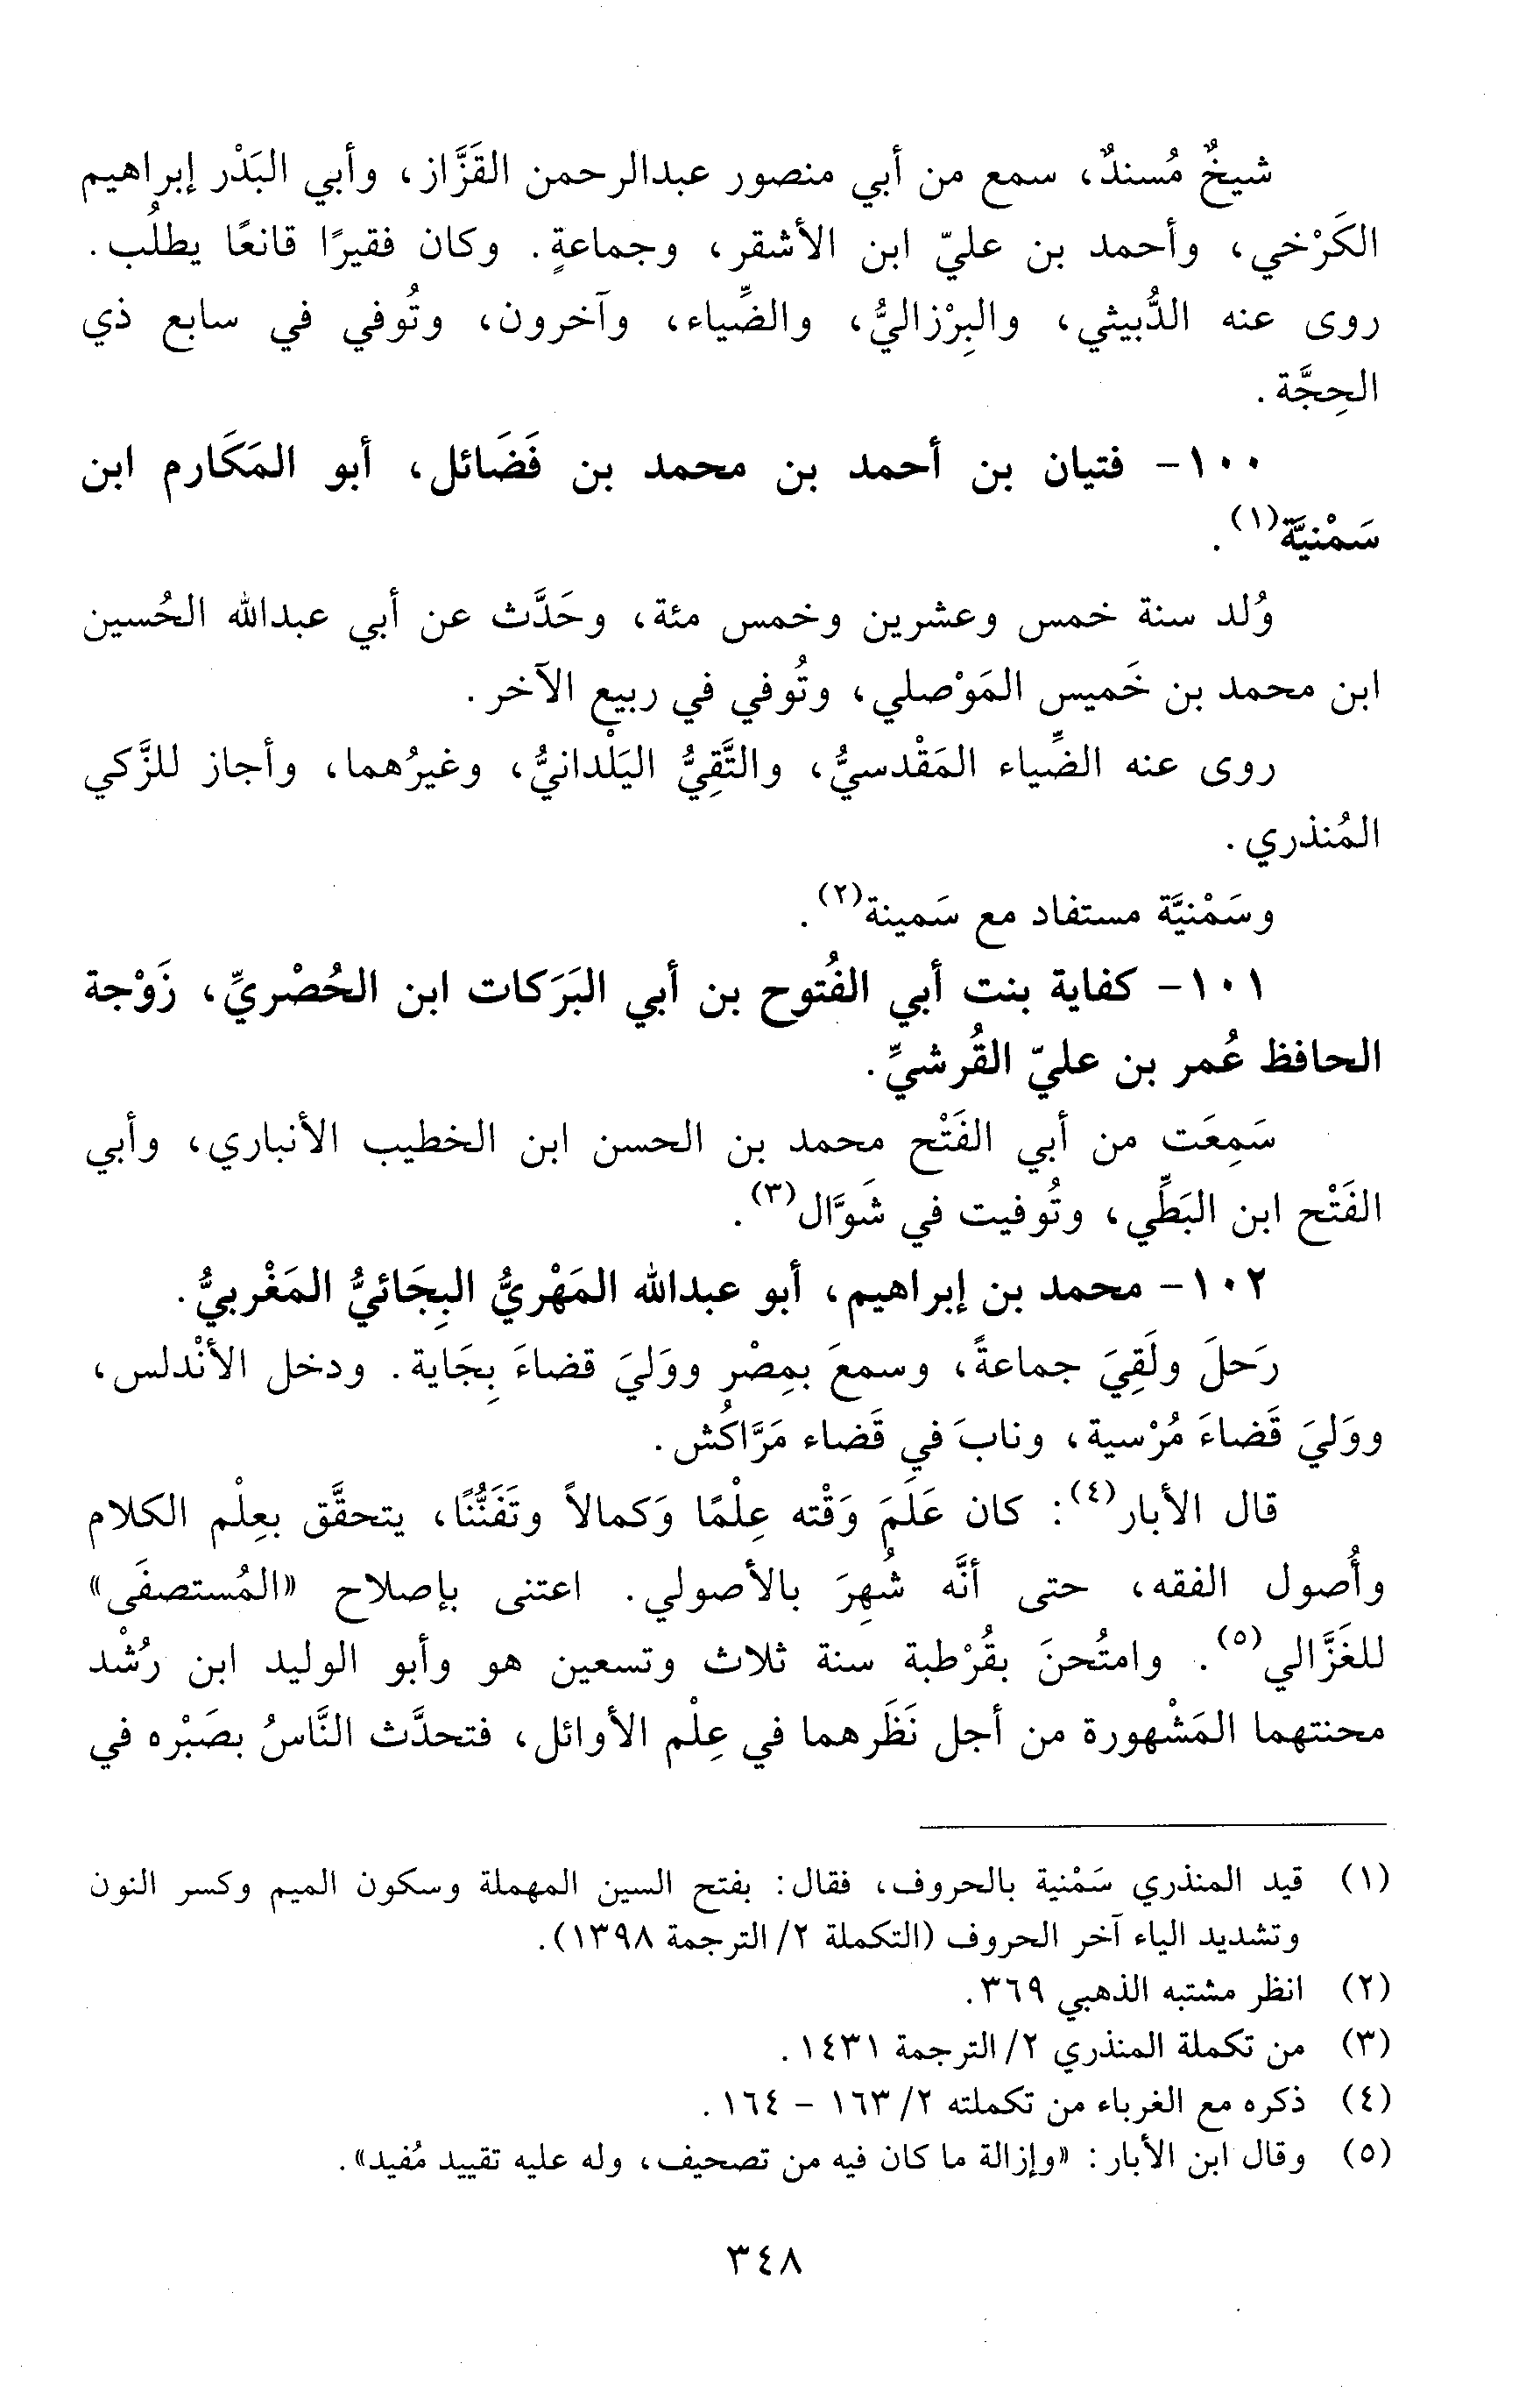 شيخٌ مُسندٌ، سمع من أبي منصور عبدالرحمن القَزَّاز، وأبي البَدْر إبراهيم
الكَرْخي، وأحمد بن عليّ ابن الأشقر، وجماعةٍ. وكان فقيرًا قانعًا يطلُب.
روى عنه الدُّبيثي، والبِرْزاليُّ، والضِّياء، وآخرون، وتُوفي في سابع ذي
الحِجَّة.
١٠٠- فتيان بن أحمد بن محمد بن فَضَائل، أبو المَكَارم ابن
سَمْنيَّة(١).
وُلد سنة خمس وعشرين وخمس مئة، وحَدَّث عن أبي عبدالله الحُسين
ابن محمد بن خَميس المَوْصلي، وتُوفي في ربيع الآخر.
روى عنه الضِّياء المَقْدسيُّ، والتَّقِيُّ اليَلْدانيُّ، وغيرُهما، وأجاز للزَّكي
المُنذري.
وسَمْنيَّة مستفاد مع سَمينة(٢).
١٠١- كفاية بنت أبي الفُتوح بن أبي البَرَكات ابن الحُصْريِّ، زَوْجة
الحافظ عُمر بن عليّ القُرشيِّ.
سَمِعَت من أبي الفَتْح محمد بن الحسن ابن الخطيب الأنباري، وأبي
الفَتْح ابن البَطِّي، وتُوفيت في شَوَّال(٣).
١٠٢- محمد بن إبراهيم، أبو عبدالله المَهْريُّ البِجَائيُّ المَغْربيُّ.
رَحلَ ولَقِيَ جماعةً، وسمعَ بمِصْر ووَليَ قضاءَ بِجَاية. ودخل الأنْدلس،
ووَليَ قَضاءَ مُرْسية، ونابَ في قَضاء مَرَّاكُش.
قال الأبار(٤): كان عَلَمَ وَقْته عِلْمًا وَكمالاً وتَفَنُّنًا، يتحقَّق بعِلْم الكلام
وأُصول الفقه، حتى أنَّه شُهِرَ بالأصولي. اعتنى بإصلاح «المُستصفَى»
للغَزَّالي(٥). وامتُحنَ بقُرْطبة سنة ثلاث وتسعين هو وأبو الوليد ابن رُشْد
محنتهما المَشْهورة من أجل نَظَرهما في عِلْم الأوائل، فتحدَّث النَّاسُ بصَبْره في
(١) قيد المنذري سَمْنية بالحروف، فقال: بفتح السين المهملة وسكون الميم وكسر النون
وتشديد الياء آخر الحروف (التكملة ٢/ الترجمة ١٣٩٨).
(٢) انظر مشتبه الذهبي ٣٦٩.
(٣) من تكملة المنذري ٢/ الترجمة ١٤٣١.
(٤) ذكره مع الغرباء من تكملته ٢/ ١٦٣ - ١٦٤.
(٥) وقال ابن الأبار: «وإزالة ما كان فيه من تصحيف، وله عليه تقييد مُفيد».
٣٤٨